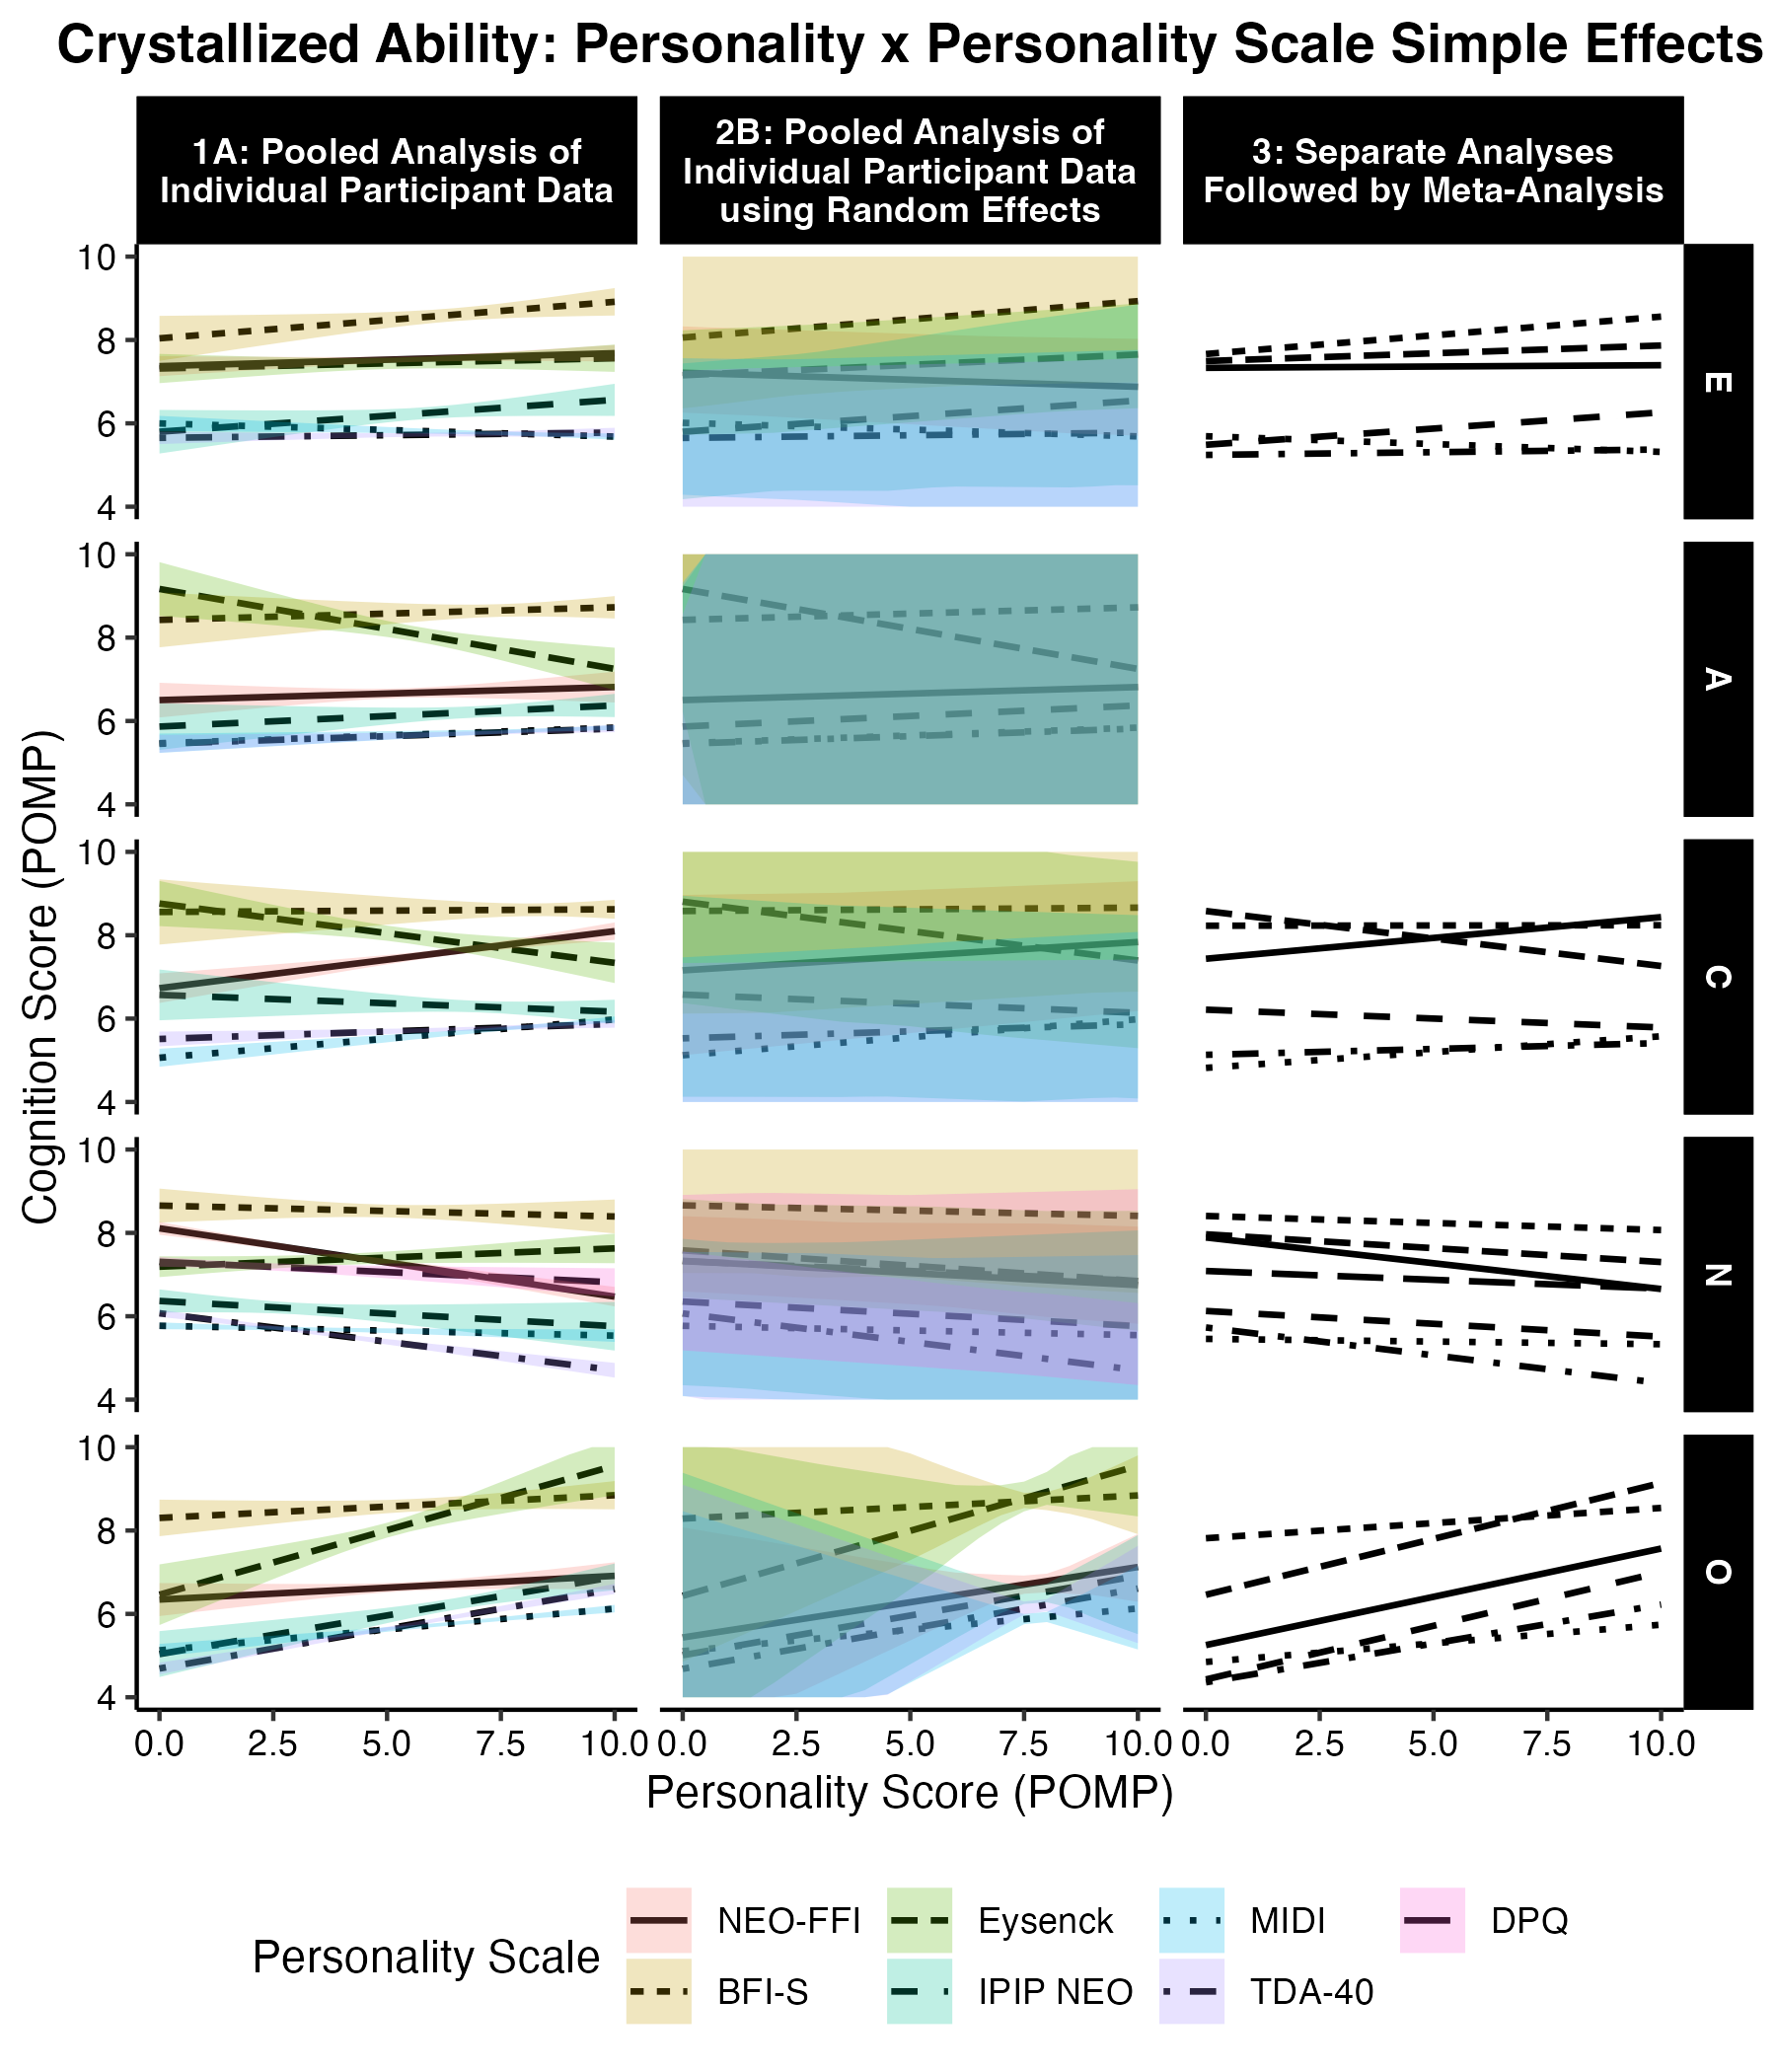 Crystallized Ability: Personality x Personality Scale Simple Effects
1A: Pooled Analysis of
Individual Participant Data
2B: Pooled Analysis of
Individual Participant Data
using Random Effects
3: Separate Analyses
Followed by Meta-Analysis
Cognition Score (POMP)
10
8
6
4
E
10
8
6
4
A
10
8
6
4
C
10
8
6
4
N
10
8
6
4
O
0.0 2.5 5.0 7.5 10.0 0.0 2.5 5.0 7.5 10.0 0.0 2.5 5.0 7.5 10.0
Personality Score (POMP)
Personality Scale
NEO-FFI Eysenck MIDI DPQ
BFI-S IPIP NEO TDA-40